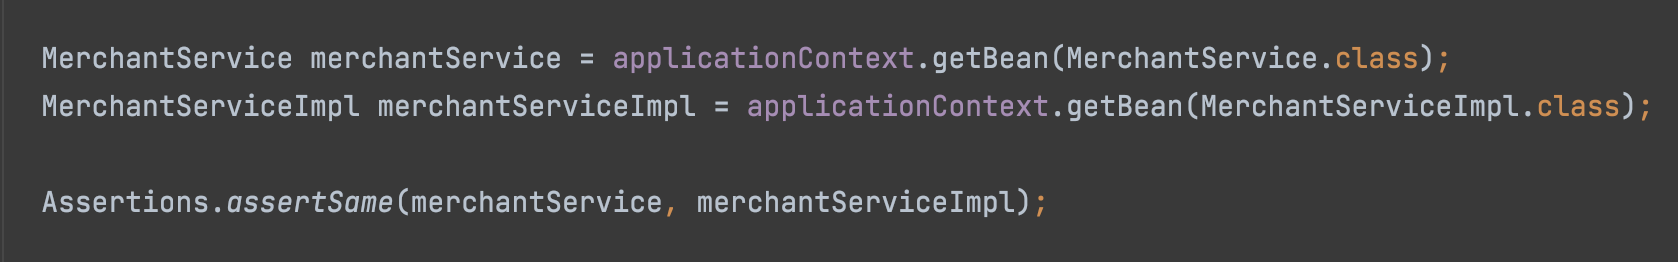 MerchantService merchantService = applicationContext.getBean(MerchantService.class);
MerchantServiceImpl merchantServiceImpl = applicationContext.getBean(MerchantServiceImpl.class);
Assertions.assertSame(merchantService, merchantServiceImpl);